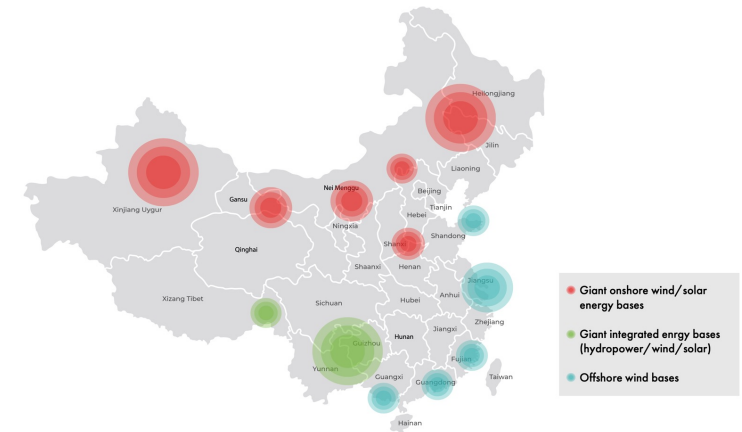 Heilongjiang
Jilin
Liaoning
Beijing
Tianjin
Hebei
Nei Menggu
Gansu
Xinjiang Uygur
Ningxia
Shandong
Shanxi
Qinghai
Shaanxi
Henan
Jiangsu
Xizang Tibet
Sichuan
Hubei
Anhui
Zhejiang
Hunan
Jiangxi
Guizhou
Yunnan
Fujian
Guangxi
Guangdong
Taiwan
Hainan
Giant onshore wind/solar
energy bases
Giant integrated enrgy bases
(hydropower/wind/solar)
Offshore wind bases